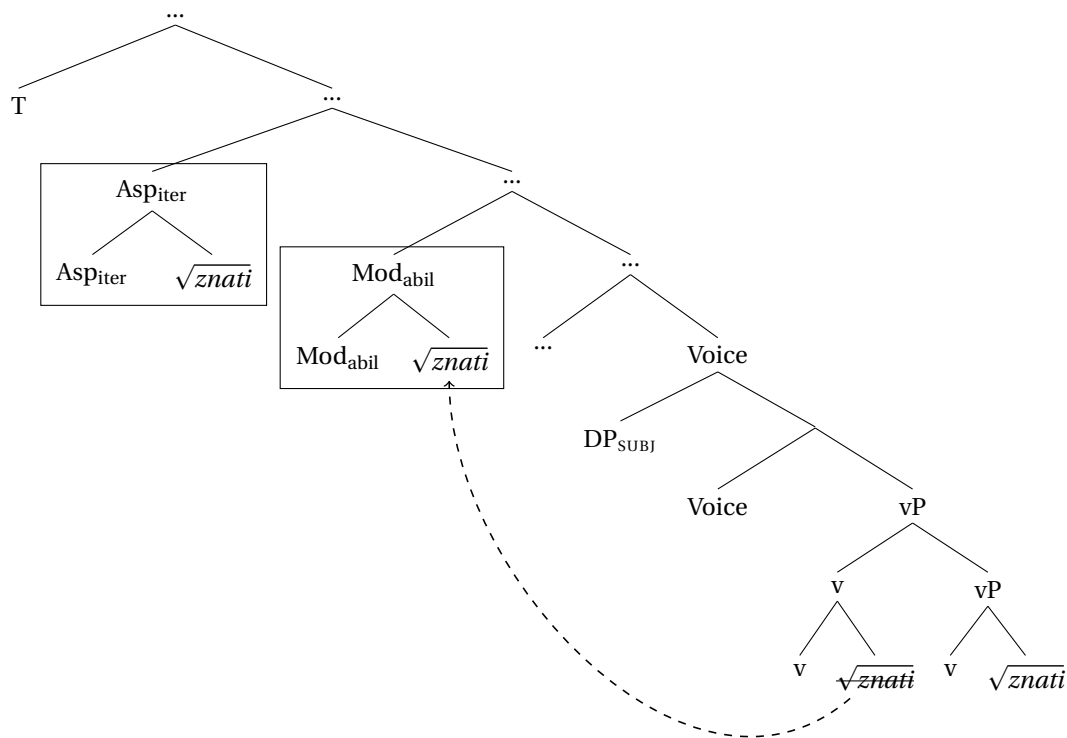 ...
T ...
Asp_iter ...
Asp_iter √znati Mod_abil ...
Mod_abil √znati ... Voice
DP_SUBJ
Voice vP
v vP
v √znati v √znati